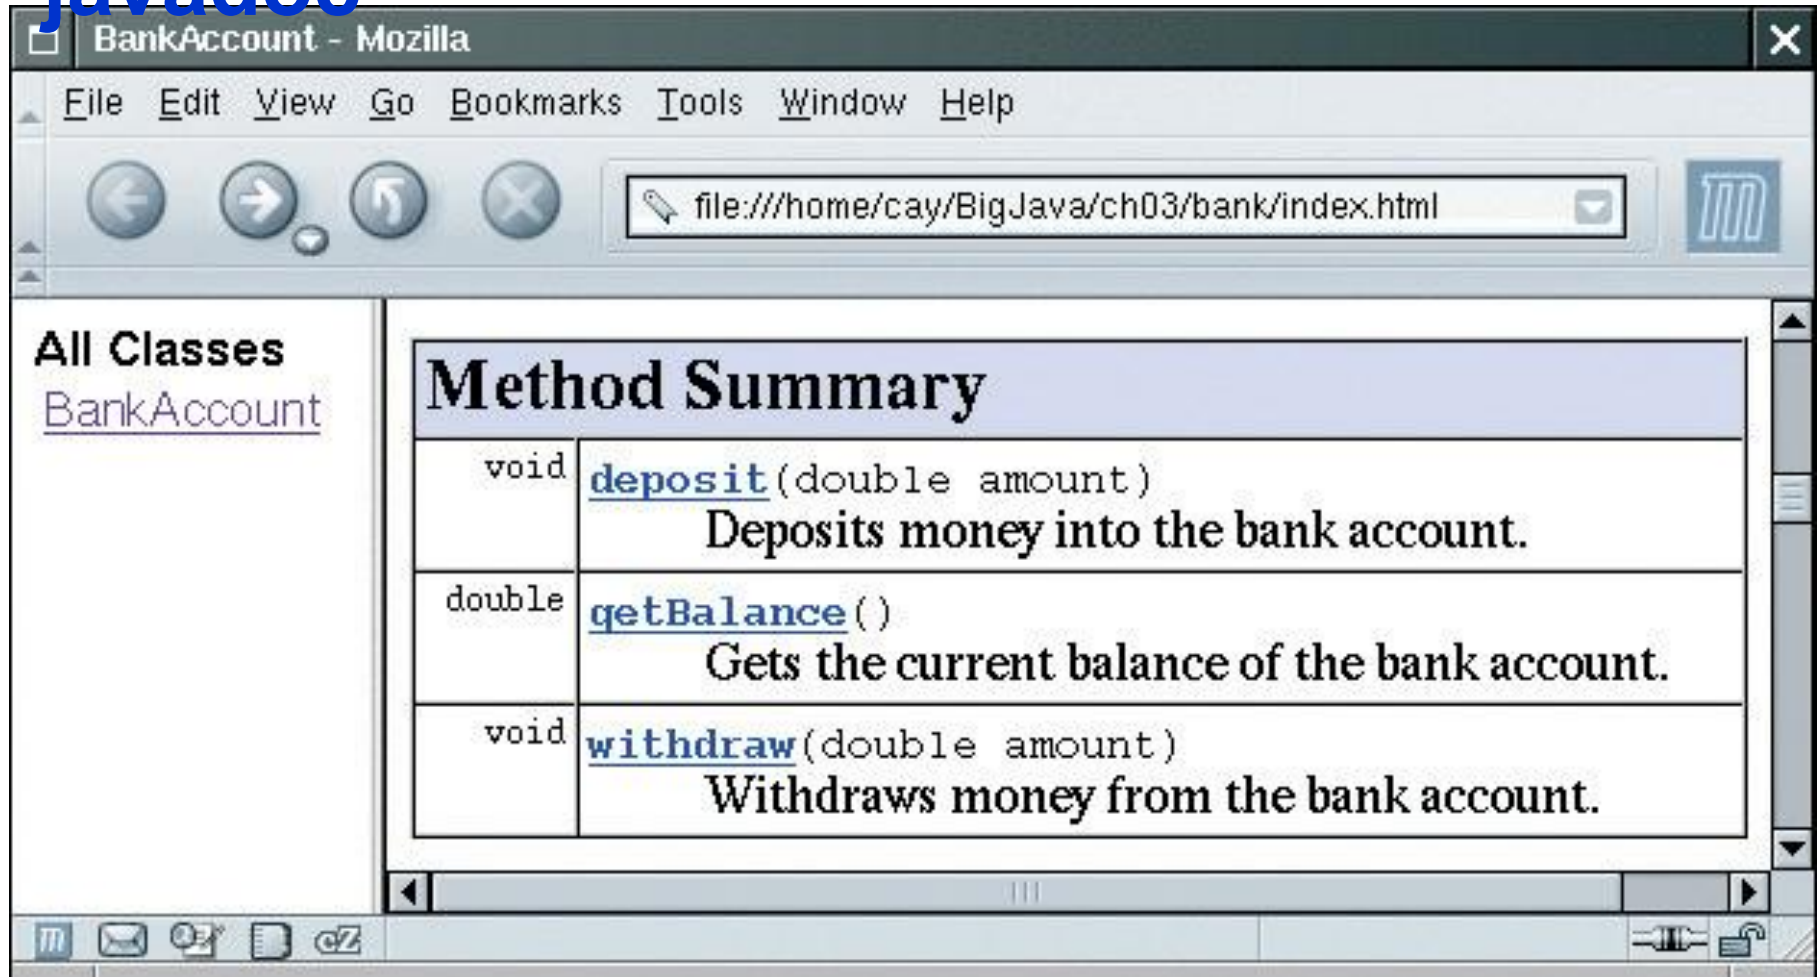 javadoc
BankAccount - Mozilla
File Edit View Go Bookmarks Tools Window Help
file:///home/cay/BigJava/ch03/bank/index.html
All Classes
BankAccount
Method Summary
void deposit(double amount)
Deposits money into the bank account.
double getBalance()
Gets the current balance of the bank account.
void withdraw(double amount)
Withdraws money from the bank account.